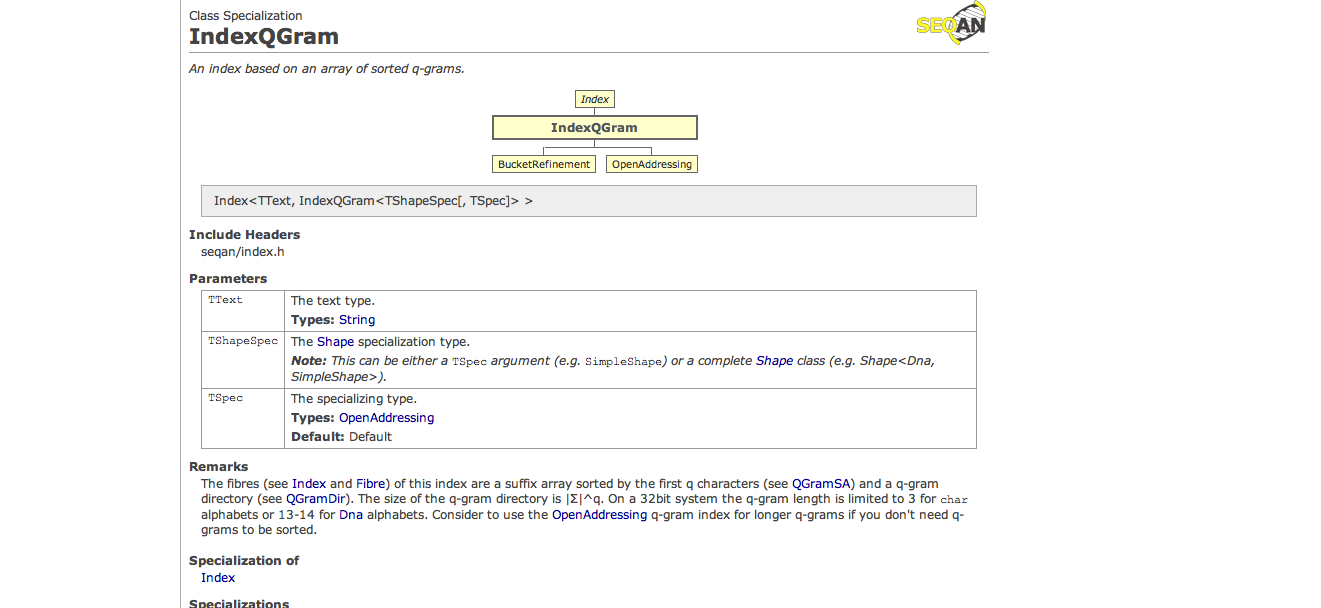 Class Specialization
IndexQGram
SEQAN
An index based on an array of sorted q-grams.
Index
IndexQGram
BucketRefinement OpenAddressing
Index<TText, IndexQGram<TShapeSpec[, TSpec]> >
Include Headers
seqan/index.h
Parameters
TText The text type.
Types: String
TShapeSpec The Shape specialization type.
Note: This can be either a TSpec argument (e.g. SimpleShape) or a complete Shape class (e.g. Shape<Dna,
SimpleShape>).
TSpec The specializing type.
Types: OpenAddressing
Default: Default
Remarks
The fibres (see Index and Fibre) of this index are a suffix array sorted by the first q characters (see QGramSA) and a q-gram
directory (see QGramDir). The size of the q-gram directory is |Σ|^q. On a 32bit system the q-gram length is limited to 3 for char
alphabets or 13-14 for Dna alphabets. Consider to use the OpenAddressing q-gram index for longer q-grams if you don't need q-
grams to be sorted.
Specialization of
Index
Specializations